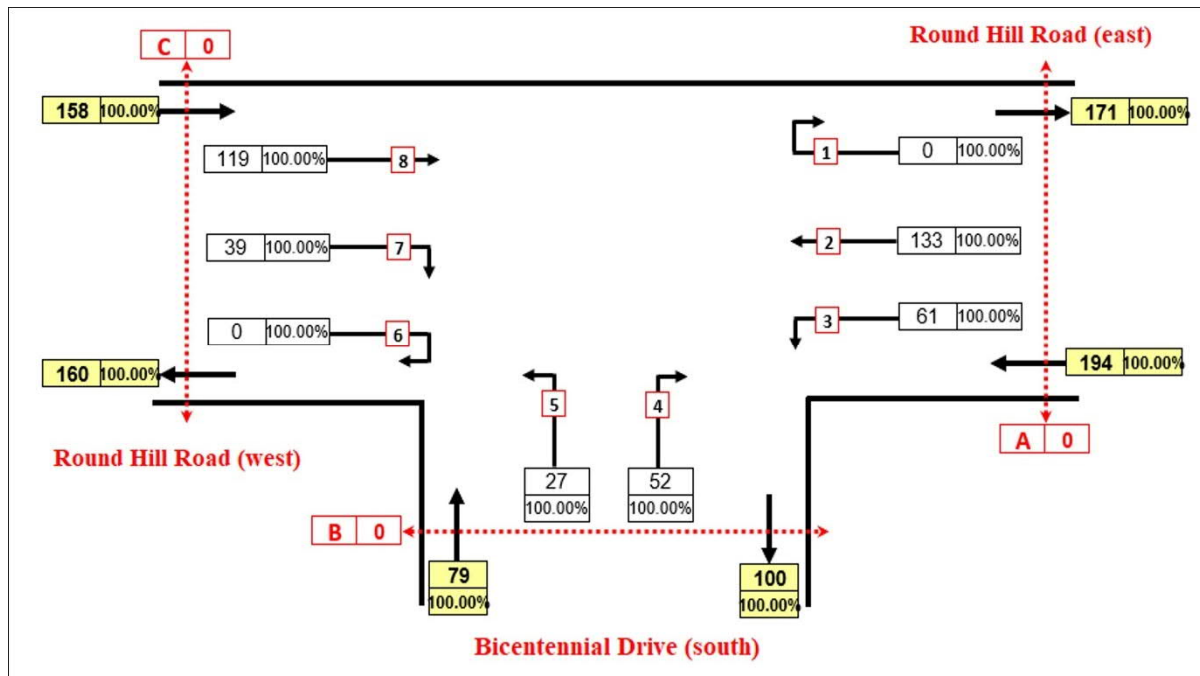 C 0
Round Hill Road (east)
158 100.00%
171 100.00%
119 100.00% 8
1 0 100.00%
39 100.00% 7
2 133 100.00%
0 100.00% 6
3 61 100.00%
160 100.00%
194 100.00%
5
4
A 0
Round Hill Road (west)
27
100.00%
52
100.00%
B 0
79
100.00%
100
100.00%
Bicentennial Drive (south)